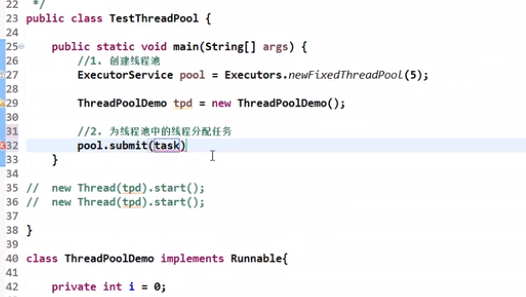 22 */
23 public class TestThreadPool {
24
25 public static void main(String[] args) {
26 //1. 创建线程池
27 ExecutorService pool = Executors.newFixedThreadPool(5);
28
29 ThreadPoolDemo tpd = new ThreadPoolDemo();
30
31 //2. 为线程池中的线程分配任务
32 pool.submit(task)
33 }
34
35 // new Thread(tpd).start();
36 // new Thread(tpd).start();
37
38 }
39
40 class ThreadPoolDemo implements Runnable{
41
42 private int i = 0;